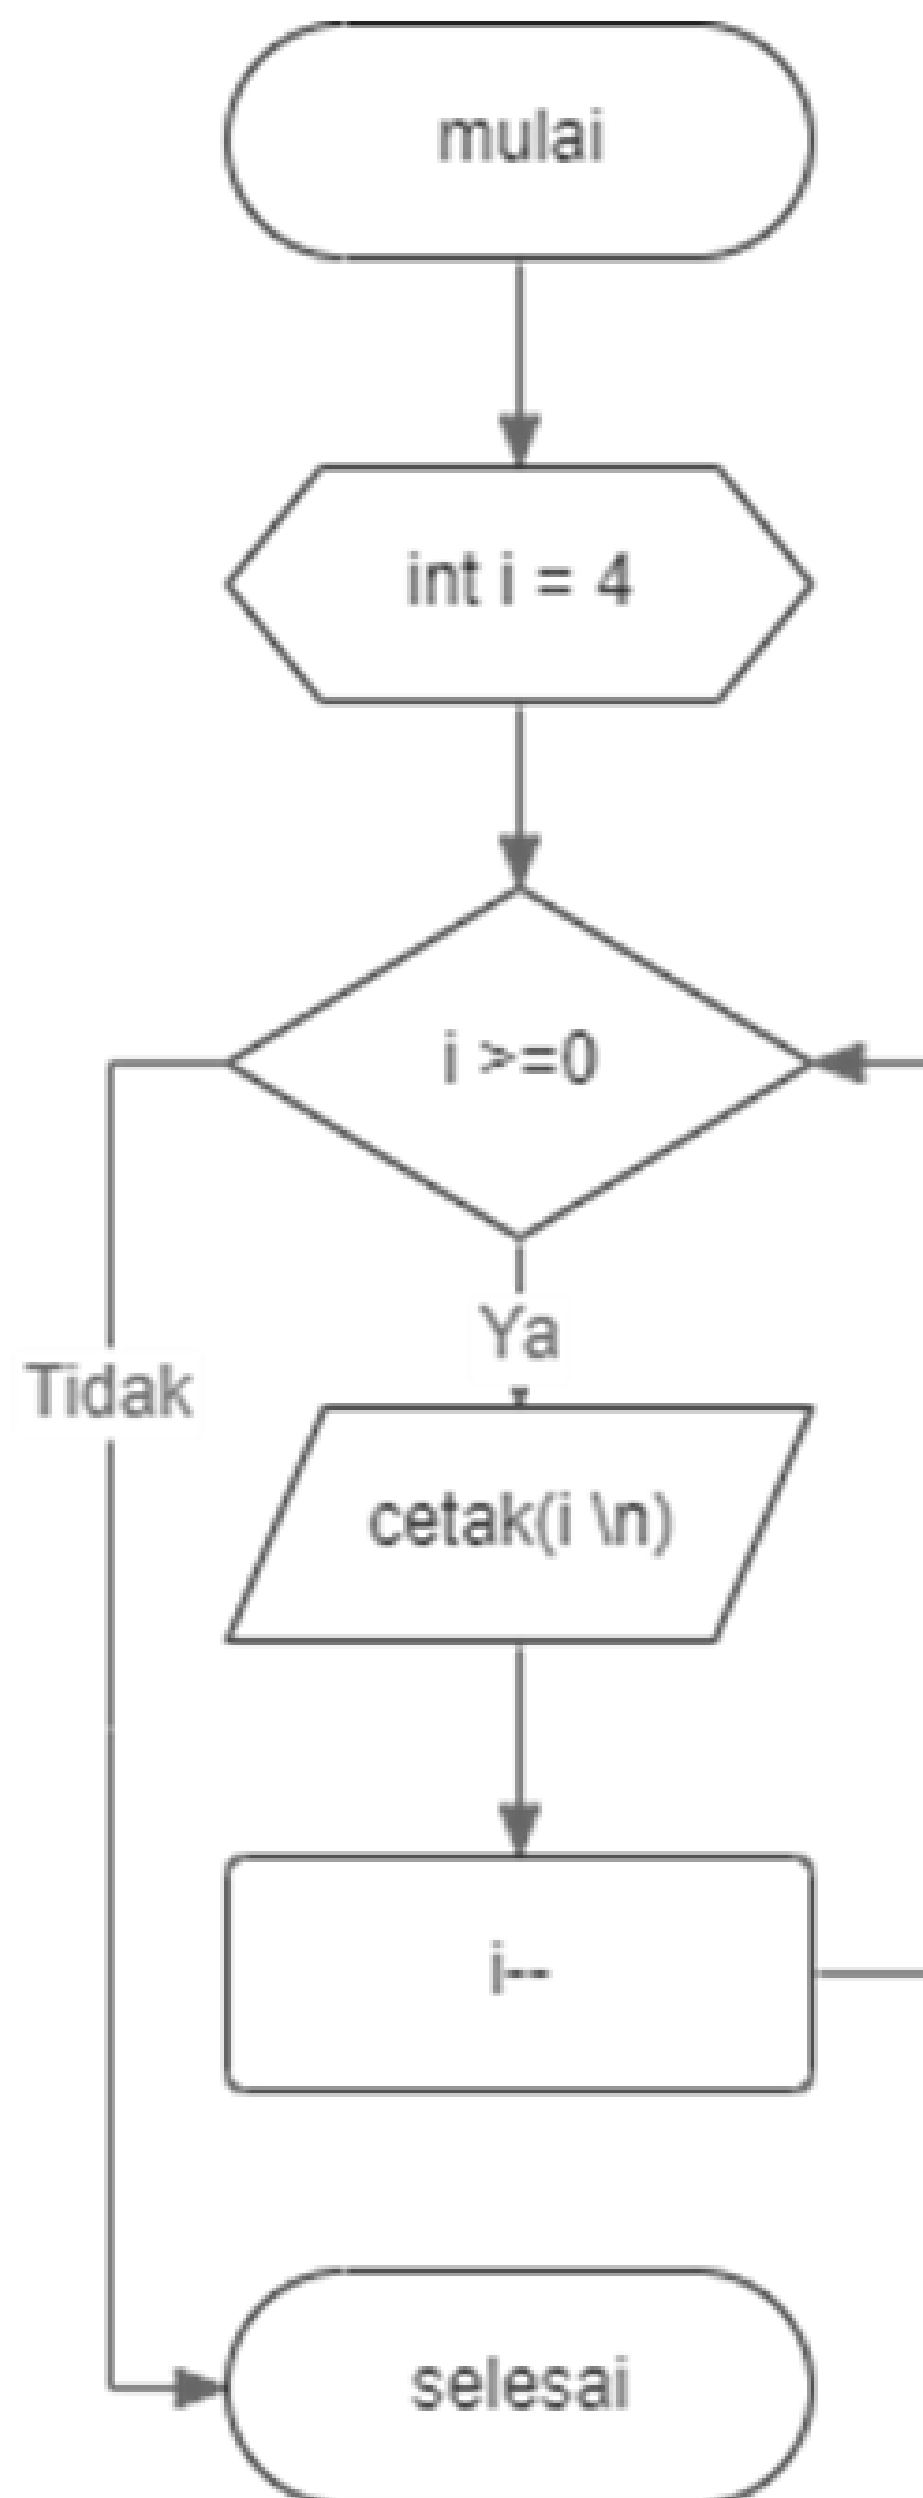 mulai
int i = 4
i >=0
Ya
Tidak
cetak(i \n)
i--
selesai